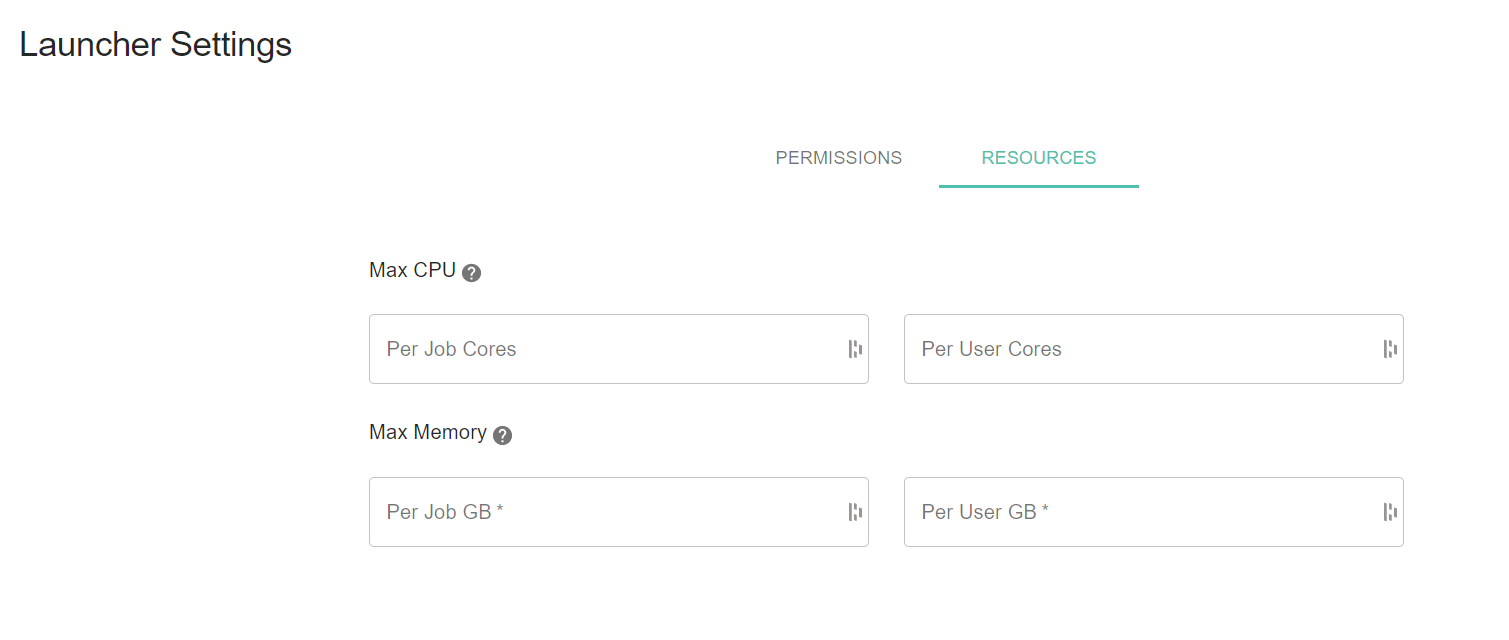 Launcher Settings
PERMISSIONS RESOURCES
Max CPU ?
Per Job Cores Per User Cores
Max Memory ?
Per Job GB * Per User GB *